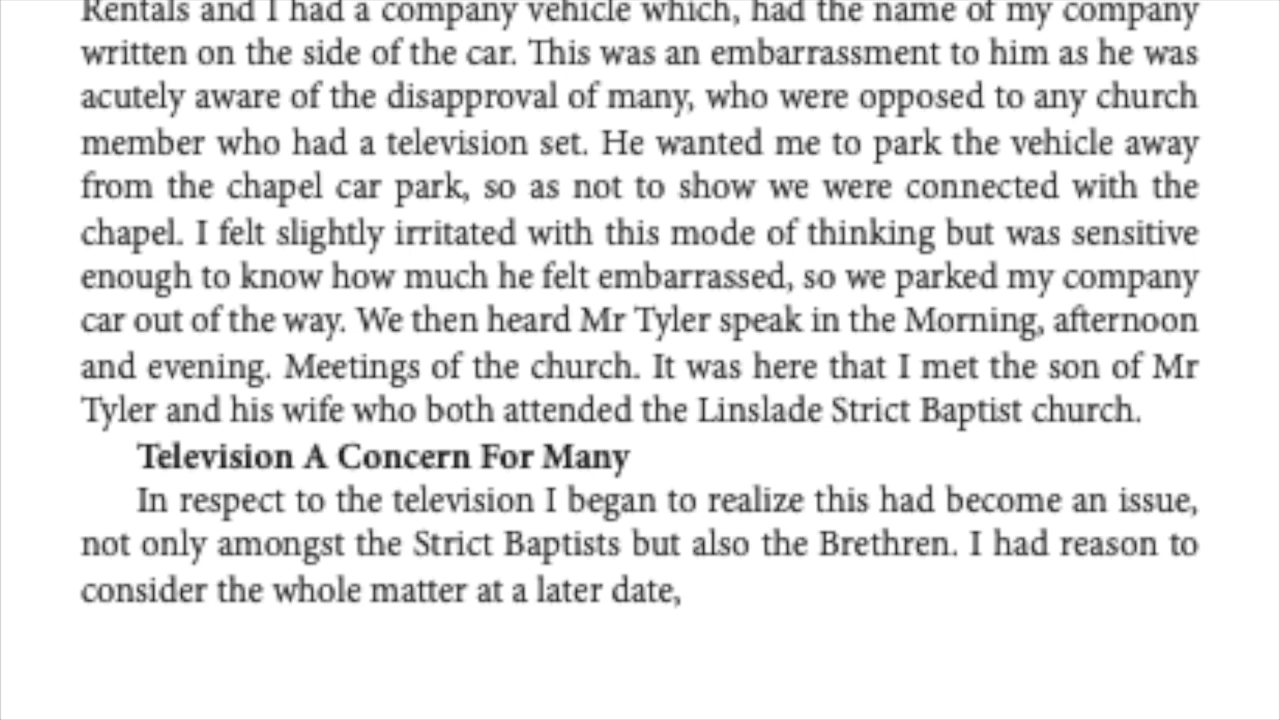 Rentals and I had a company vehicle which, had the name of my company
written on the side of the car. This was an embarrassment to him as he was
acutely aware of the disapproval of many, who were opposed to any church
member who had a television set. He wanted me to park the vehicle away
from the chapel car park, so as not to show we were connected with the
chapel. I felt slightly irritated with this mode of thinking but was sensitive
enough to know how much he felt embarrassed, so we parked my company
car out of the way. We then heard Mr Tyler speak in the Morning, afternoon
and evening. Meetings of the church. It was here that I met the son of Mr
Tyler and his wife who both attended the Linslade Strict Baptist church.
Television A Concern For Many
In respect to the television I began to realize this had become an issue,
not only amongst the Strict Baptists but also the Brethren. I had reason to
consider the whole matter at a later date,